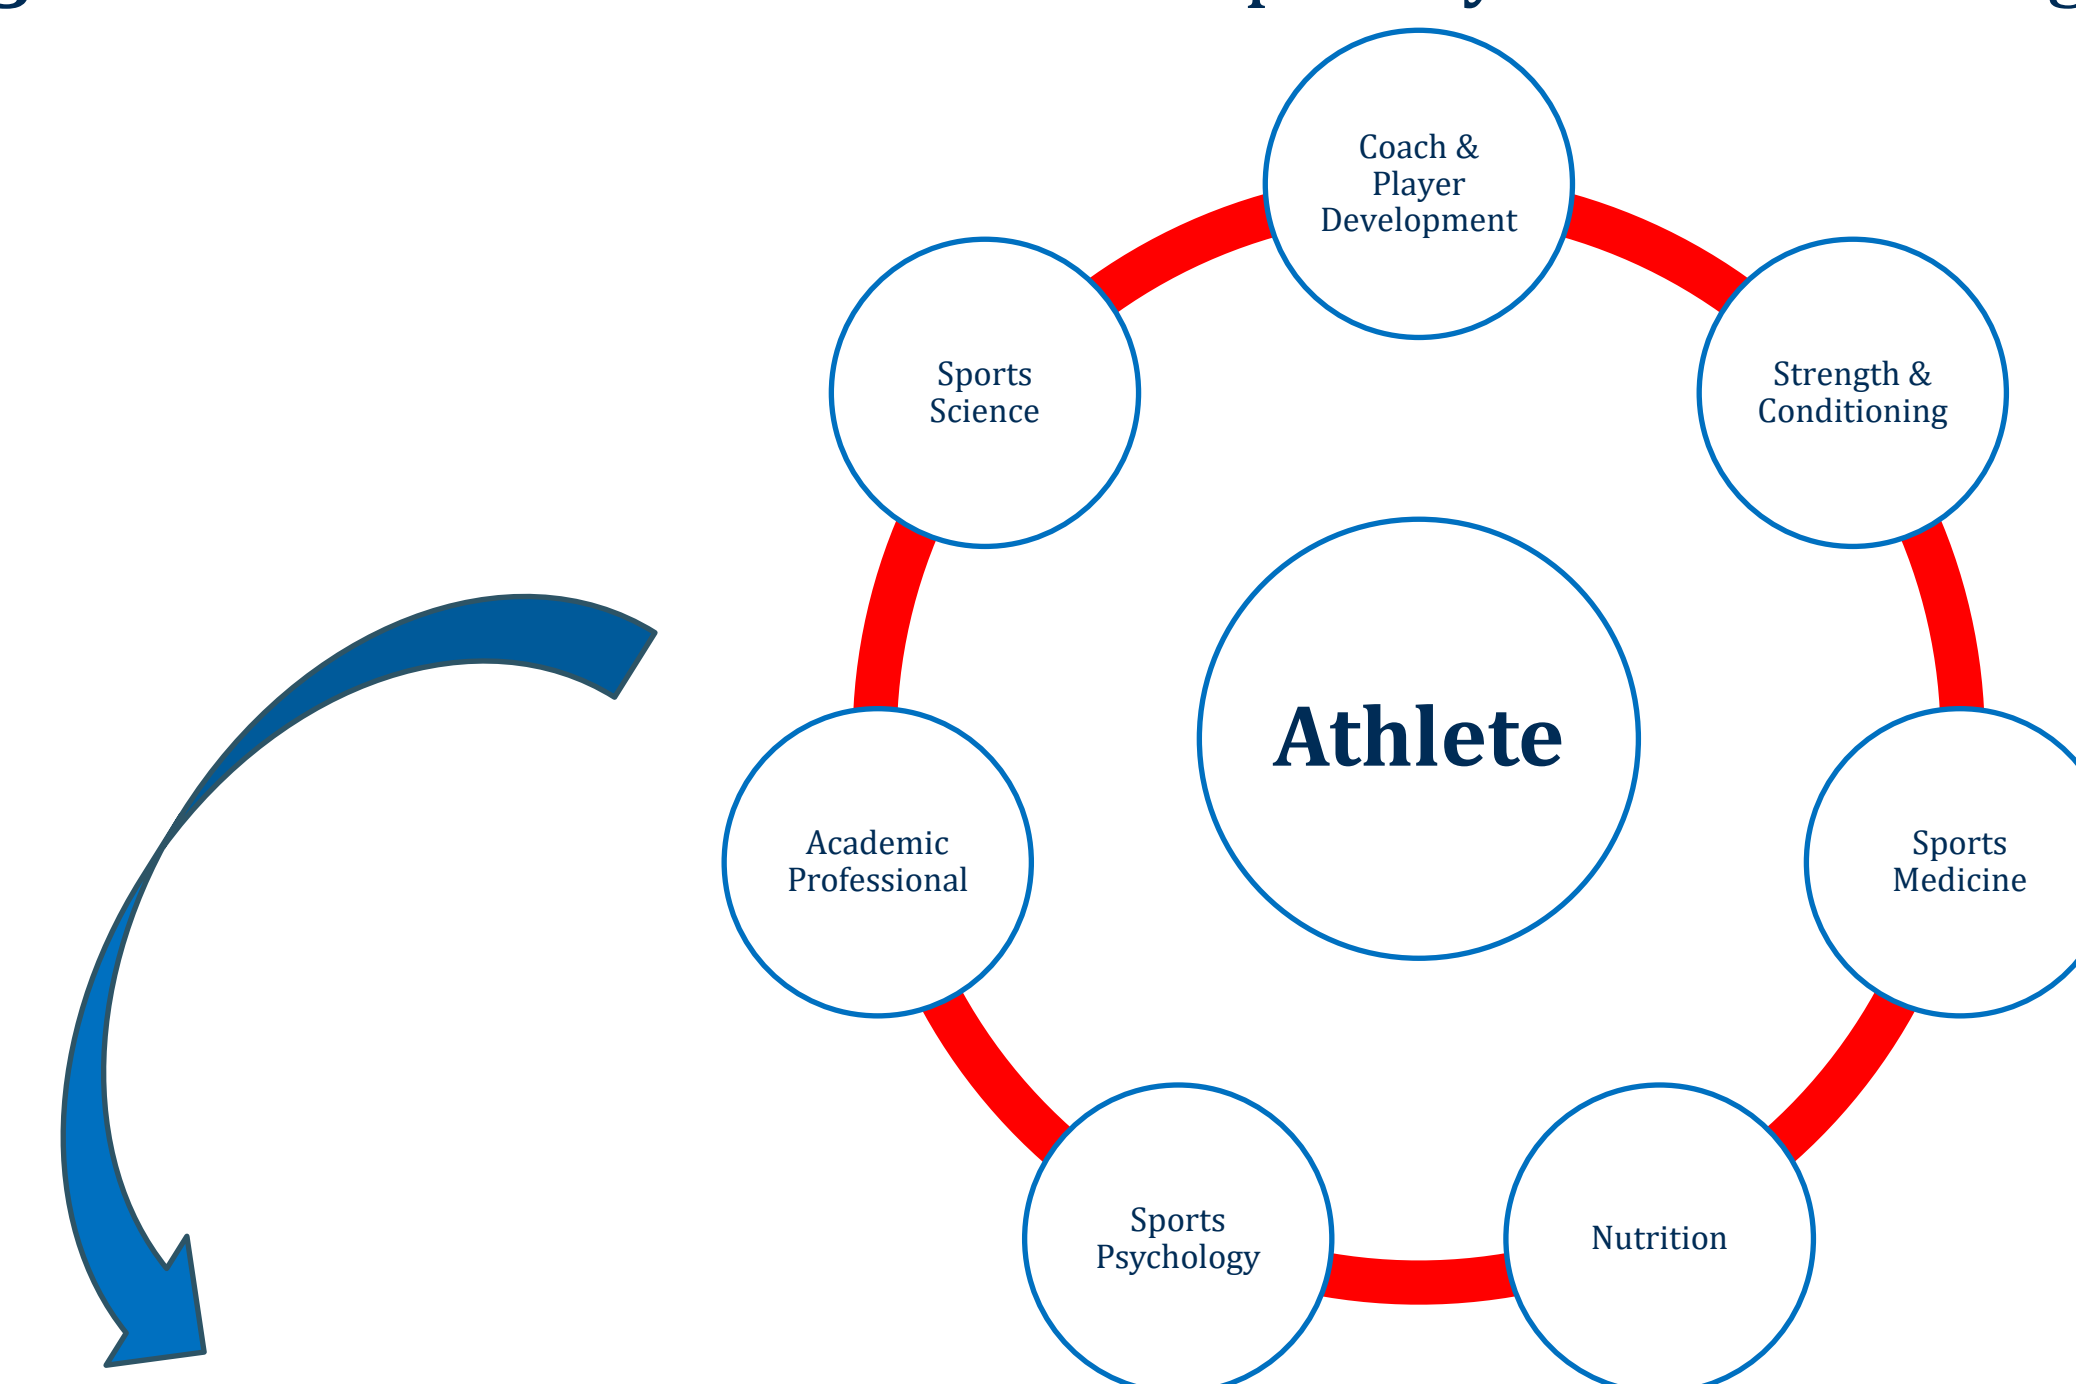 Coach &
Player
Development
Sports
Science
Strength &
Conditioning
Athlete
Academic
Professional
Sports
Medicine
Sports
Psychology
Nutrition